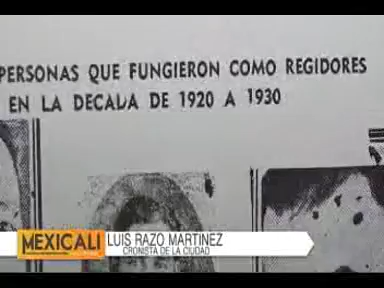 PERSONAS QUE FUNGIERON COMO REGIDORES
EN LA DECADA DE 1920 A 1930
MEXICALI
LUIS RAZO MARTINEZ
CRONISTA DE LA CIUDAD